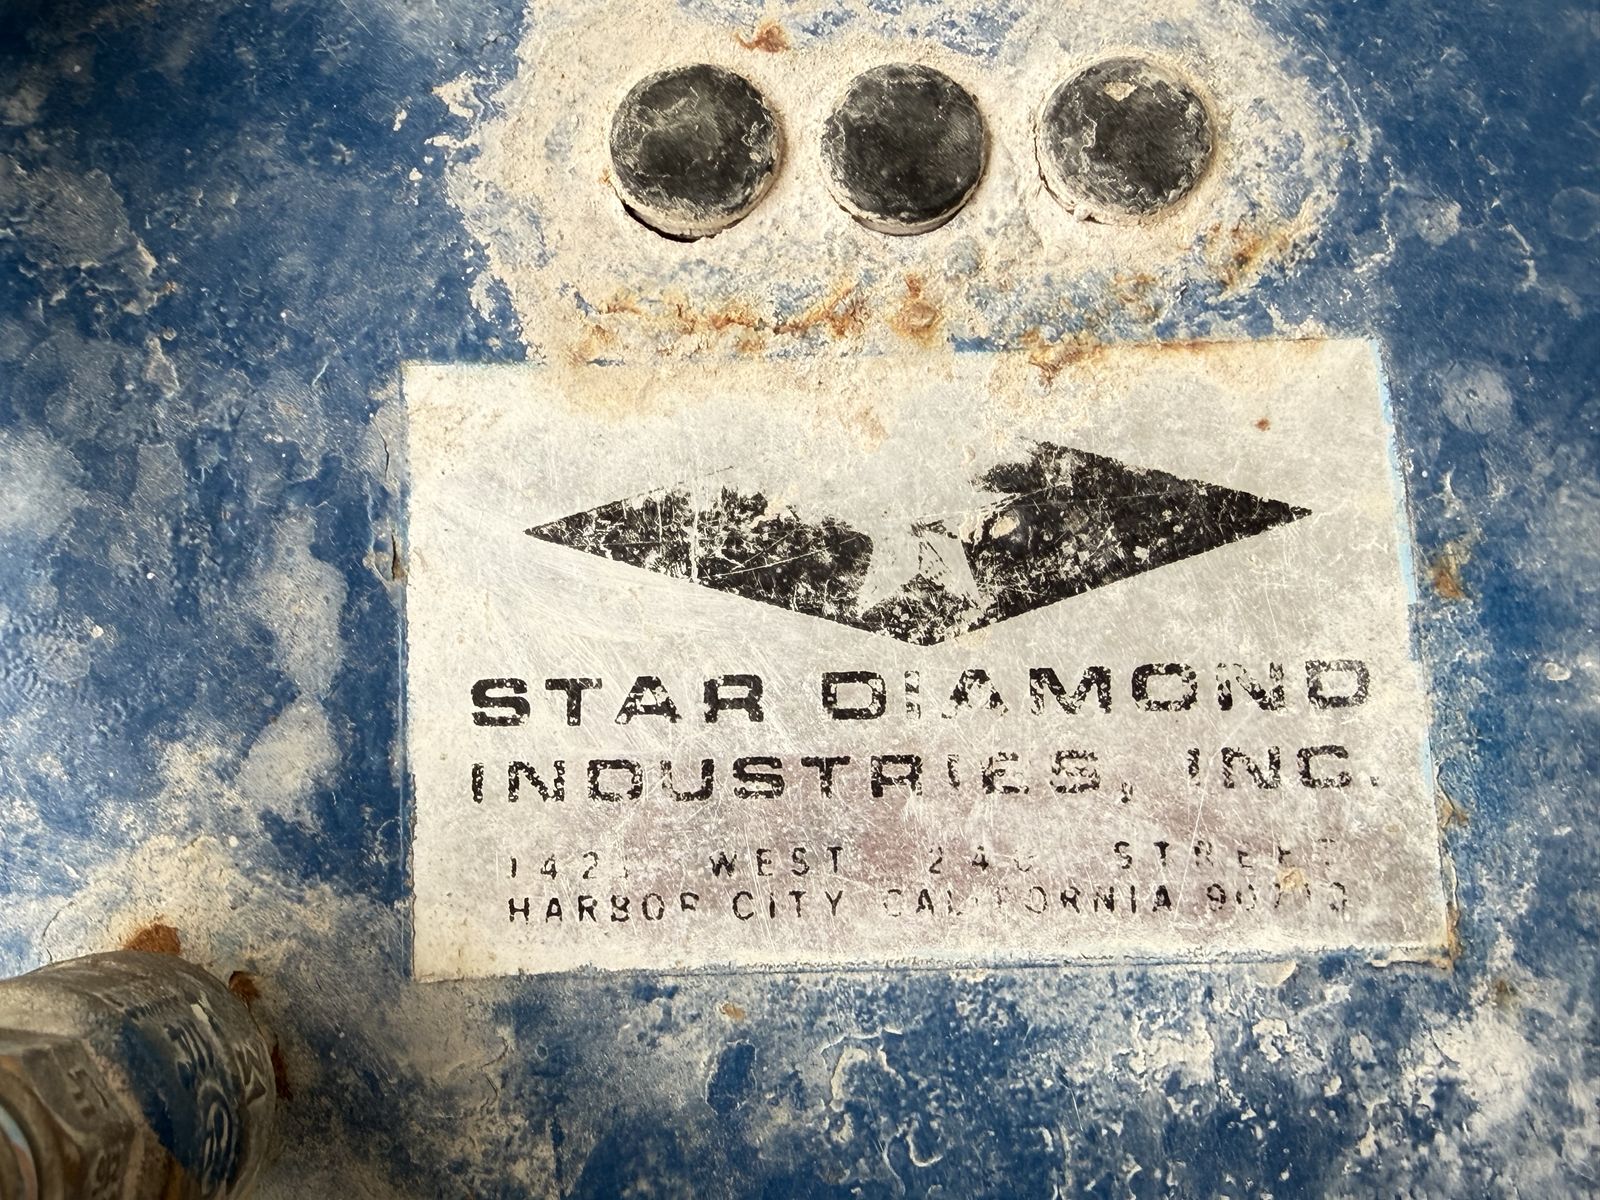 STAR DIAMOND
INDUSTRIES, INC.
WEST STREET
HARBOR CITY CALIFORNIA